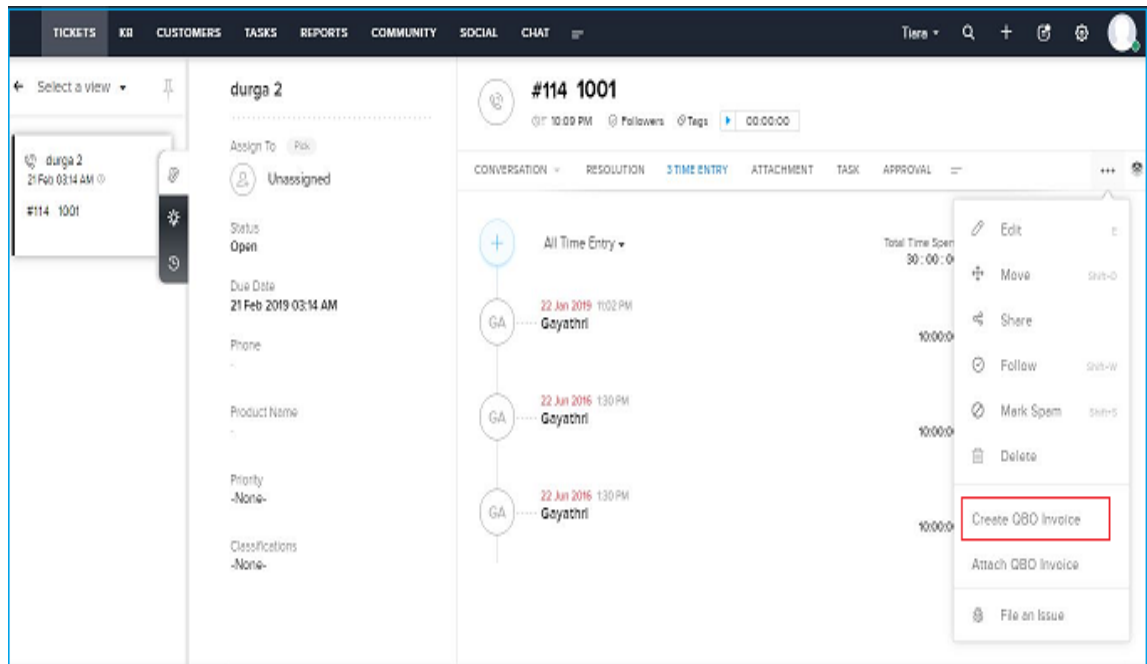 TICKETS KB CUSTOMERS TASKS REPORTS COMMUNITY SOCIAL CHAT Tiara
Select a view
durga 2
21 Feb 03:14 AM
#114 1001
durga 2
Assign To Pick
Unassigned
Status
Open
Due Date
21 Feb 2019 03:14 AM
Phone
-
Product Name
-
Priority
-None-
Classifications
-None-
#114 1001
10:09 PM Followers Tags 00:00:00
CONVERSATION RESOLUTION 3 TIME ENTRY ATTACHMENT TASK APPROVAL
All Time Entry
Total Time Spen
30 : 00 : 0
22 Jan 2019 11:02 PM
GA Gayathri
10:00:0
22 Jun 2016 1:30 PM
GA Gayathri
10:00:0
22 Jun 2016 1:30 PM
GA Gayathri
10:00:0
Edit E
Move Shift+D
Share
Follow Shift+W
Mark Spam Shift+S
Delete
Create QBO Invoice
Attach QBO Invoice
File an Issue